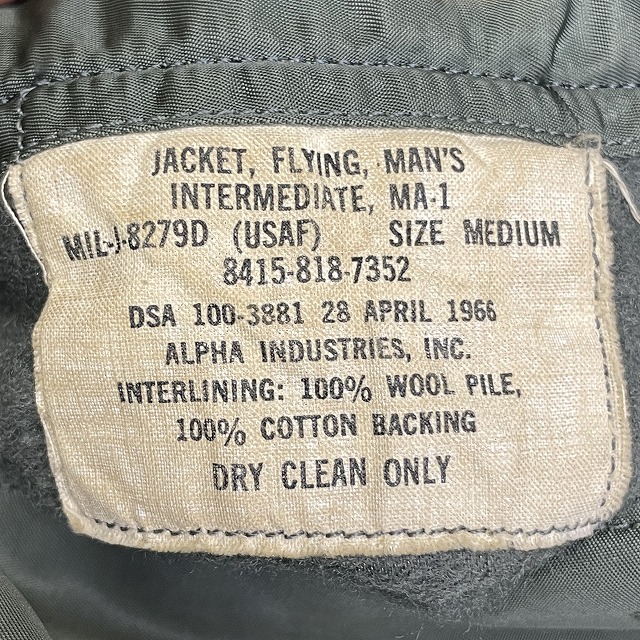 JACKET, FLYING, MAN'S
INTERMEDIATE, MA-1
MIL-J-8279D (USAF) SIZE MEDIUM
8415-818-7352
DSA 100-3881 28 APRIL 1966
ALPHA INDUSTRIES, INC.
INTERLINING: 100% WOOL PILE,
100% COTTON BACKING
DRY CLEAN ONLY